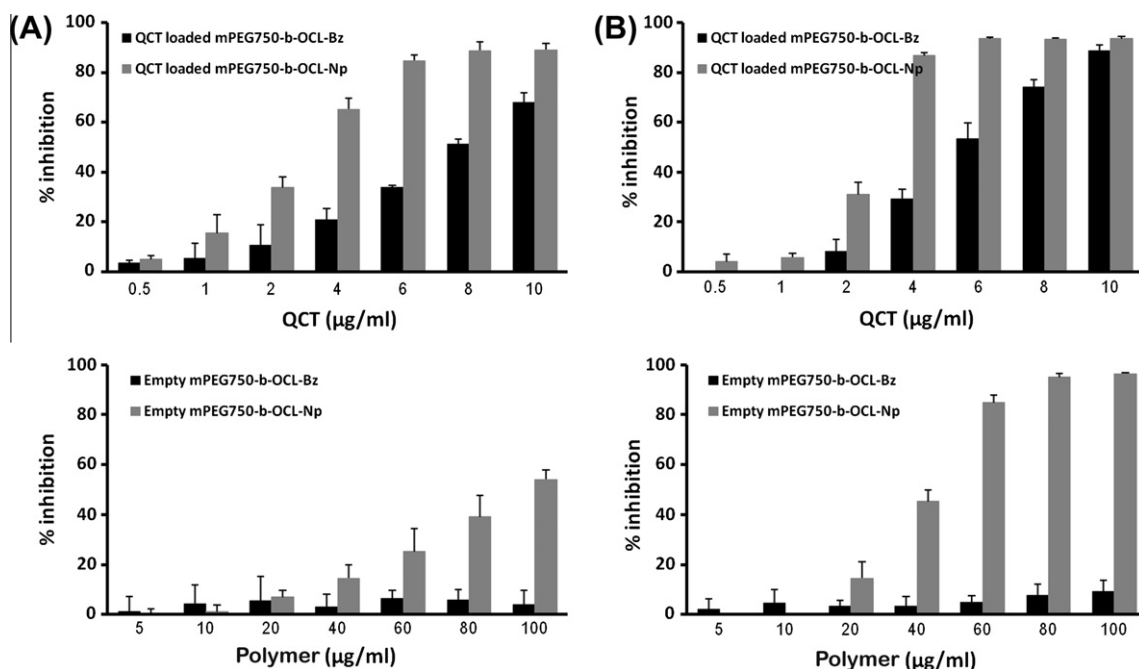 (A)
100
80
60
40
20
0
% inhibition
QCT loaded mPEG750-b-OCL-Bz
QCT loaded mPEG750-b-OCL-Np
0.5 1 2 4 6 8 10
QCT (µg/ml)
(B)
100
80
60
40
20
0
% inhibition
QCT loaded mPEG750-b-OCL-Bz
QCT loaded mPEG750-b-OCL-Np
0.5 1 2 4 6 8 10
QCT (µg/ml)
100
80
60
40
20
0
% inhibition
Empty mPEG750-b-OCL-Bz
Empty mPEG750-b-OCL-Np
5 10 20 40 60 80 100
Polymer (µg/ml)
100
80
60
40
20
0
% inhibition
Empty mPEG750-b-OCL-Bz
Empty mPEG750-b-OCL-Np
5 10 20 40 60 80 100
Polymer (µg/ml)